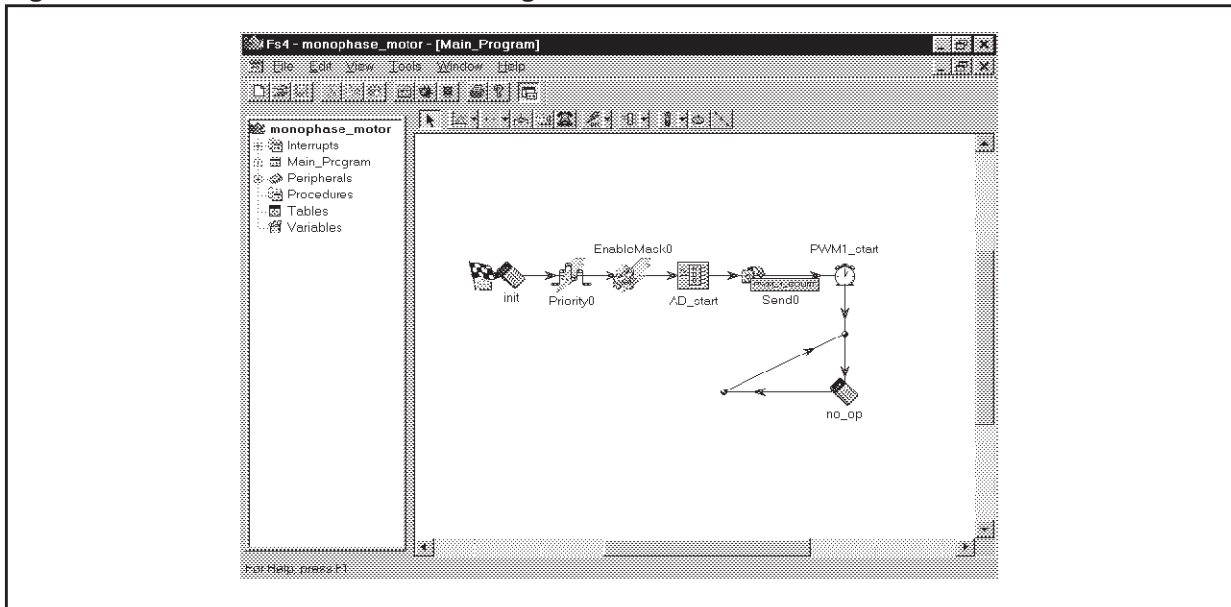 Fs4 - monophase_motor - [Main_Program]
File Edit View Tools Window Help
monophase_motor
Interrupts
Main_Program
Peripherals
Procedures
Tables
Variables
EnableMask0
PWM1_start
init
Priority0
AD_start
Send0
no_op
For Help, press F1